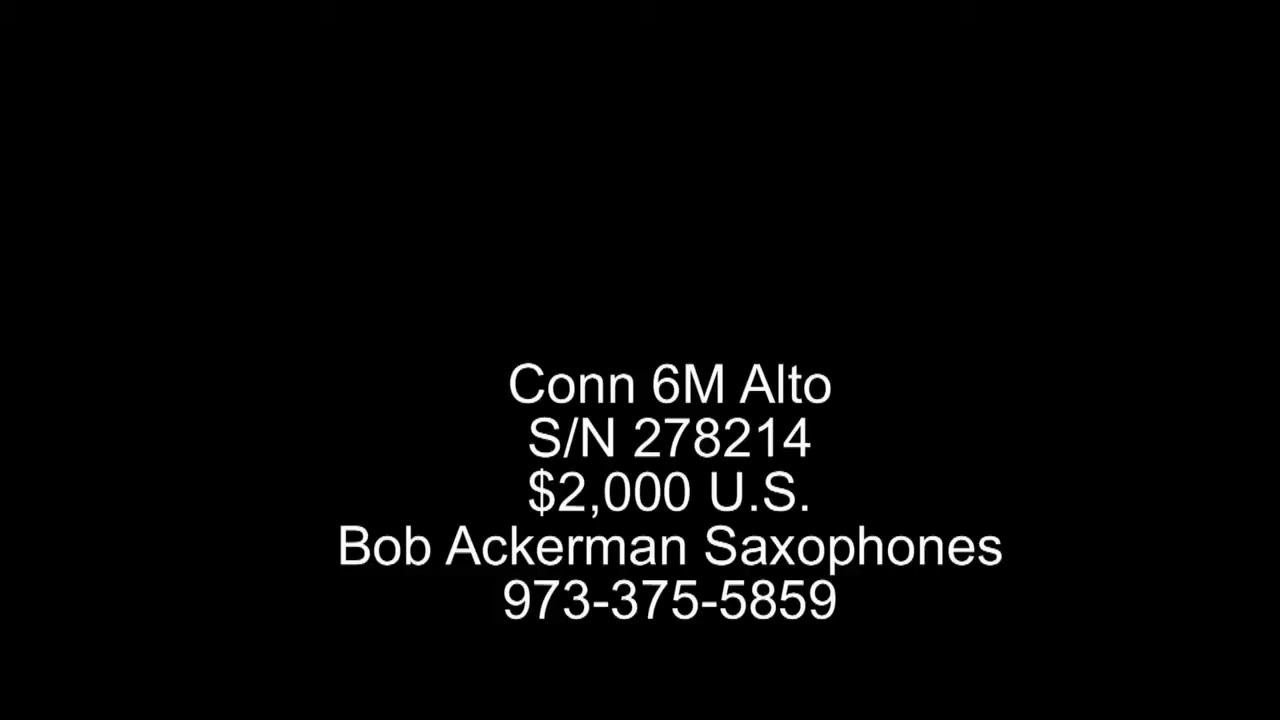 Conn 6M Alto
S/N 278214
$2,000 U.S.
Bob Ackerman Saxophones
973-375-5859